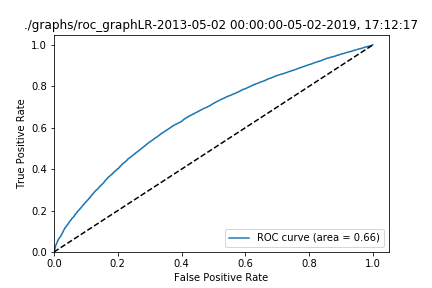 ./graphs/roc_graphLR-2013-05-02 00:00:00-05-02-2019, 17:12:17
1.0
0.8
0.6
0.4
0.2
0.0
True Positive Rate
ROC curve (area = 0.66)
0.0 0.2 0.4 0.6 0.8 1.0
False Positive Rate